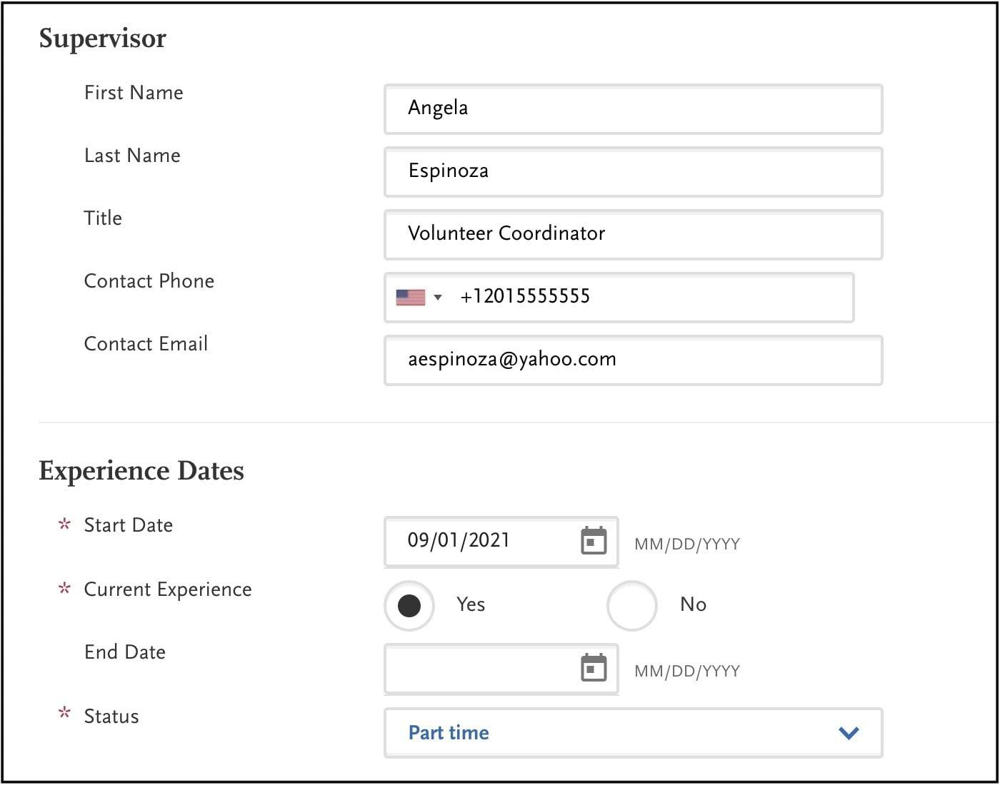 Supervisor
First Name
Angela
Last Name
Espinoza
Title
Volunteer Coordinator
Contact Phone
+12015555555
Contact Email
aespinoza@yahoo.com
Experience Dates
* Start Date
09/01/2021 MM/DD/YYYY
* Current Experience
Yes No
End Date
MM/DD/YYYY
* Status
Part time